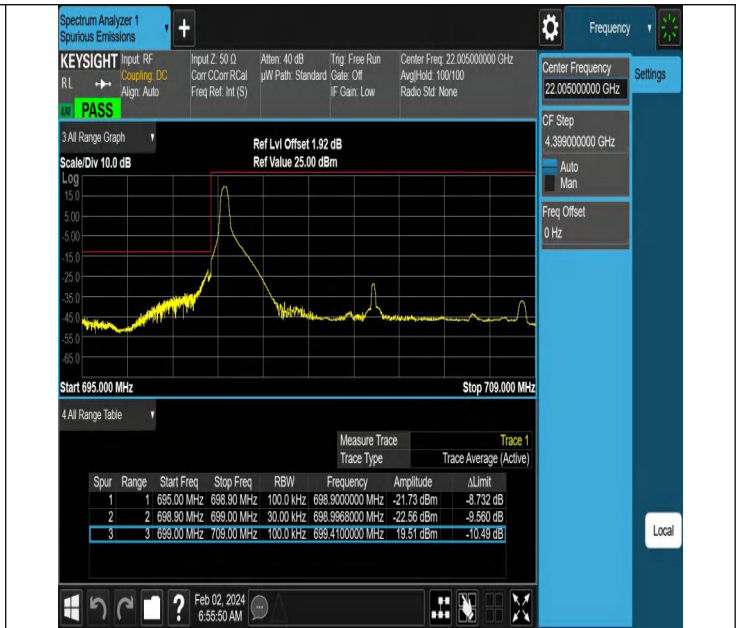 Spectrum Analyzer 1
Spurious Emissions
+
Frequency
KEYSIGHT Input: RF Input Z: 50 Ω Atten: 40 dB Trig: Free Run Center Freq: 22.005000000 GHz
RL Coupling: DC Corr CCorr RCal µW Path: Standard Gate: Off Avg|Hold: 100/100
Align: Auto Freq Ref: Int (S) IF Gain: Low Radio Std: None
PASS
Center Frequency
22.005000000 GHz
Settings
CF Step
4.399000000 GHz
Auto
Man
Freq Offset
0 Hz
3 All Range Graph
Ref Lvl Offset 1.92 dB
Scale/Div 10.0 dB Ref Value 25.00 dBm
Log
15.0
5.00
-5.00
-15.0
-25.0
-35.0
-45.0
-55.0
-65.0
Start 695.000 MHz Stop 709.000 MHz
4 All Range Table
Measure Trace Trace 1
Trace Type Trace Average (Active)
Spur Range Start Freq Stop Freq RBW Frequency Amplitude ΔLimit
1 1 695.00 MHz 698.90 MHz 100.0 kHz 698.9000000 MHz -21.73 dBm -8.732 dB
2 2 698.90 MHz 699.00 MHz 30.00 kHz 698.9968000 MHz -22.56 dBm -9.560 dB
3 3 699.00 MHz 709.00 MHz 100.0 kHz 699.4100000 MHz 19.51 dBm -10.49 dB
Local
?
Feb 02, 2024
6:55:50 AM